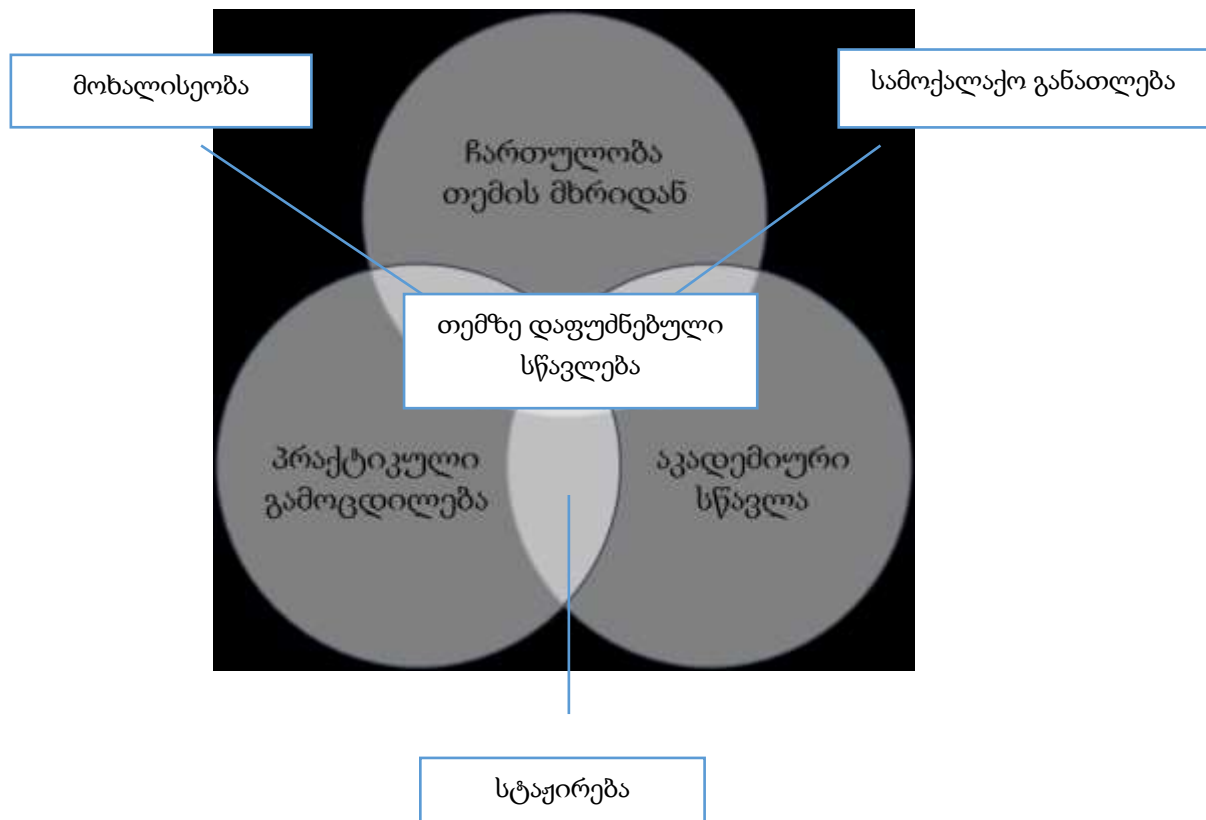 მოხალისეობა
სამოქალაქო განათლება
ჩართულობა
თემის მხრიდან
თემზე დაფუძნებული
სწავლება
პრაქტიკული
გამოცდილება
აკადემიური
სწავლა
სტაჟირება